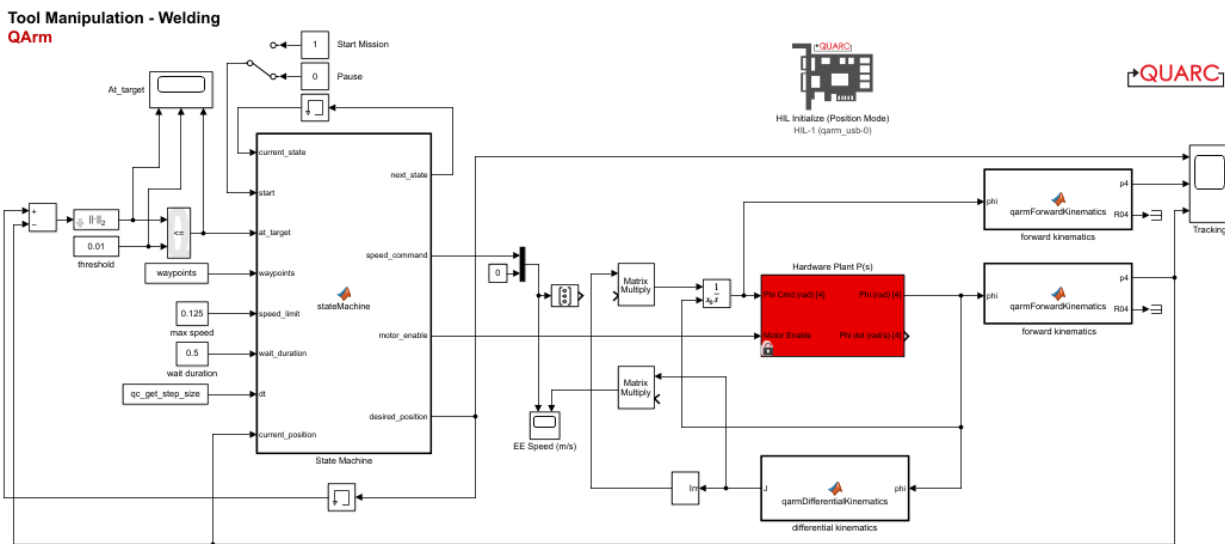 Tool Manipulation - Welding
QArm
1
Start Mission
0
Pause
At_target
QUARC
HIL Initialize (Position Mode)
HIL-1 (qarm_usb-0)
QUARC
current_state
next_state
start
+
−
||·||2
<=
at_target
0.01
threshold
waypoints
waypoints
speed_command
0
0.125
max speed
speed_limit
stateMachine
motor_enable
0.5
wait duration
wait_duration
qc_get_step_size
dt
desired_position
current_position
State Machine
Matrix
Multiply
1
s
x0
Hardware Plant P(s)
Phi Cmd (rad) [4]
Phi (rad) [4]
Motor Enable
Phi dot (rad/s) [4]
phi
qarmForwardKinematics
p4
R04
forward kinematics
Tracking
phi
qarmForwardKinematics
p4
R04
forward kinematics
Matrix
Multiply
EE Speed (m/s)
In
J
qarmDifferentialKinematics
phi
differential kinematics